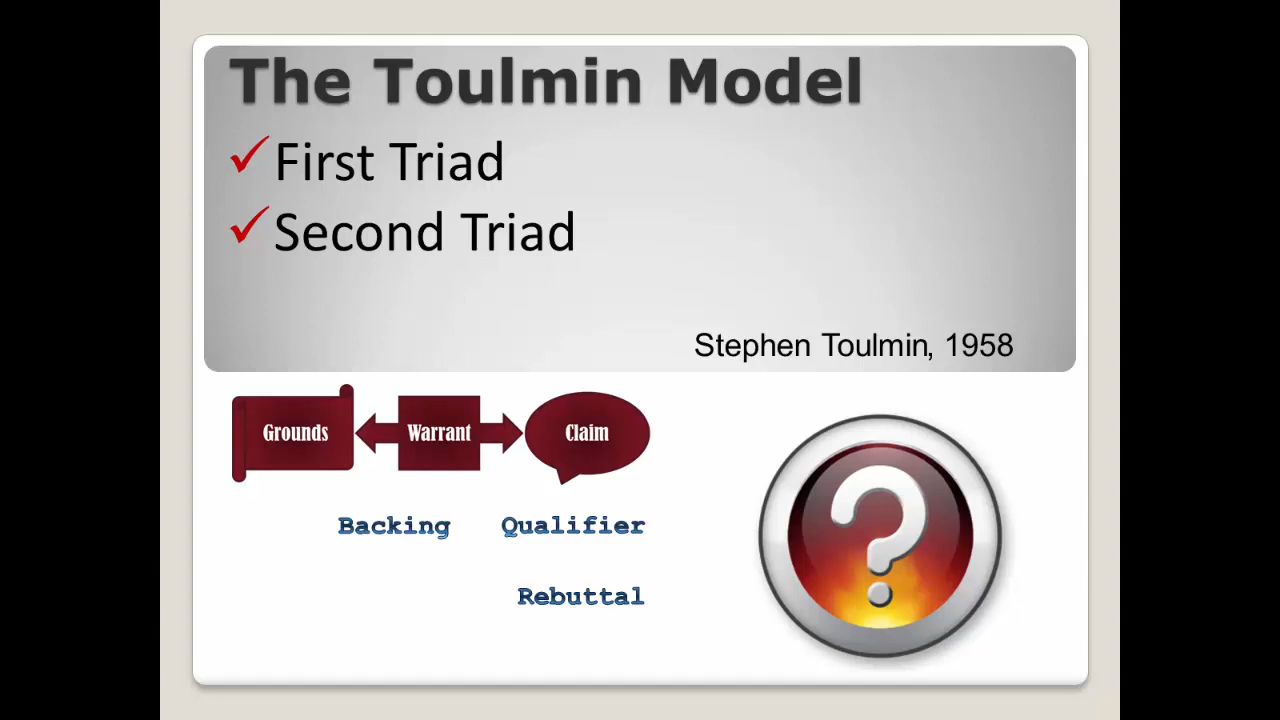 The Toulmin Model
First Triad
Second Triad
Stephen Toulmin, 1958
Grounds Warrant Claim
Backing Qualifier
Rebuttal